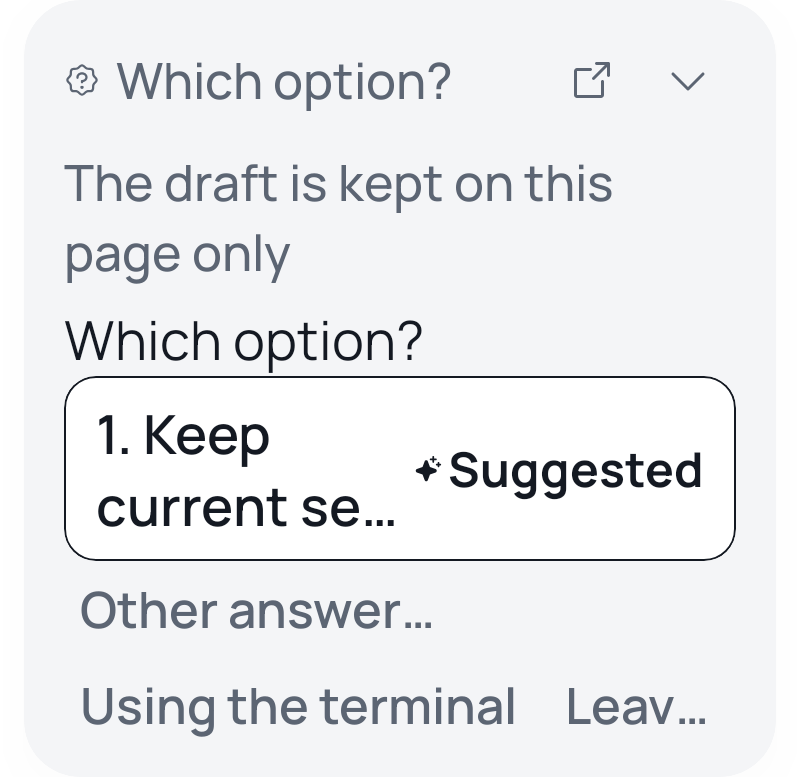 Which option?
The draft is kept on this
page only
Which option?
1. Keep
current se…
Suggested
Other answer…
Using the terminal Leav…